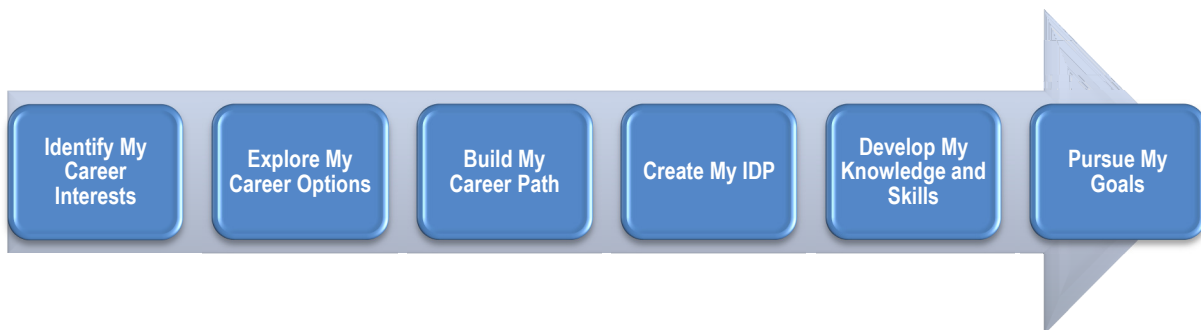 Identify My
Career
Interests
Explore My
Career Options
Build My
Career Path
Create My IDP
Develop My
Knowledge and
Skills
Pursue My
Goals